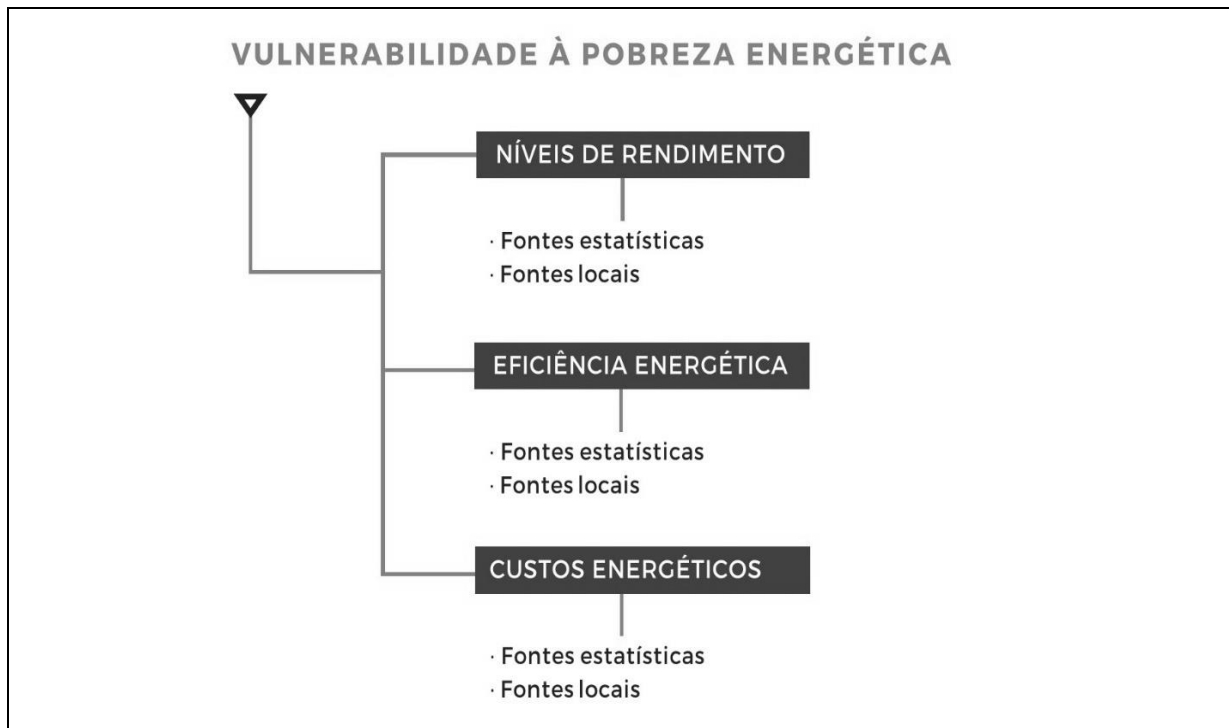 VULNERABILIDADE À POBREZA ENERGÉTICA
NÍVEIS DE RENDIMENTO
· Fontes estatísticas
· Fontes locais
EFICIÊNCIA ENERGÉTICA
· Fontes estatísticas
· Fontes locais
CUSTOS ENERGÉTICOS
· Fontes estatísticas
· Fontes locais